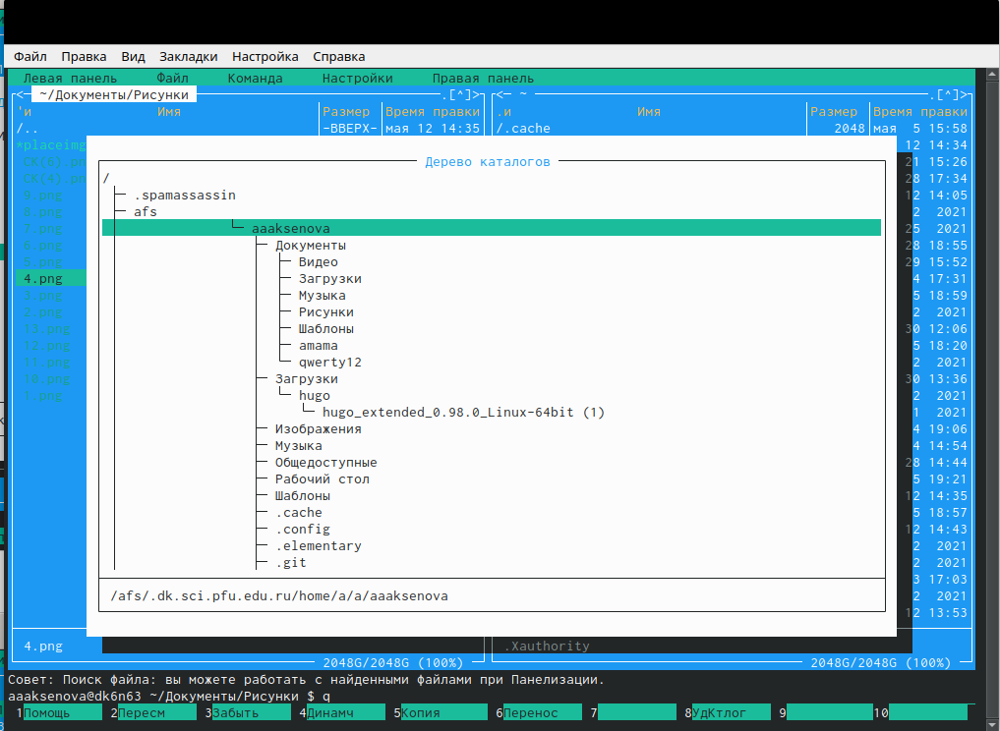 Файл Правка Вид Закладки Настройка Справка
Левая панель Файл Команда Настройки Правая панель
<─ ~/Документы/Рисунки .[^]> <─ ~ .[^]>
'и Имя Размер Время правки .и Имя Размер Время правки
/.. -ВВЕРХ- мая 12 14:35 /.cache 2048 мая 5 15:58
*placeimg 12 14:34
Дерево каталогов
СК(6).pn 21 15:26
/
СК(4).pn 28 17:34
.spamassassin
9.png 12 14:05
afs
8.png 2 2021
aaaksenova
7.png 25 2021
Документы
6.png 28 18:55
Видео
5.png 29 15:52
Загрузки
4.png 4 17:31
Музыка
3.png 5 18:59
Рисунки
2.png 2 2021
Шаблоны
13.png 30 12:06
amama
12.png 5 18:20
qwerty12
11.png 2 2021
Загрузки
10.png 30 13:36
hugo
1.png 2 2021
hugo_extended_0.98.0_Linux-64bit (1)
1 2021
Изображения
4 19:06
Музыка
4 14:54
Общедоступные
28 14:44
Рабочий стол
5 19:21
Шаблоны
12 14:35
.cache
5 18:57
.config
12 14:43
.elementary
2 2021
.git
2 2021
3 17:03
/afs/.dk.sci.pfu.edu.ru/home/a/a/aaaksenova
2 2021
12 13:53
4.png .Xauthority
2048G/2048G (100%) 2048G/2048G (100%)
Совет: Поиск файла: вы можете работать с найденными файлами при Панелизации.
aaaksenova@dk6n63 ~/Документы/Рисунки $ q
1Помощь 2Пересм 3Забыть 4Динамч 5Копия 6Перенос 7 8УдКтлог 9 10